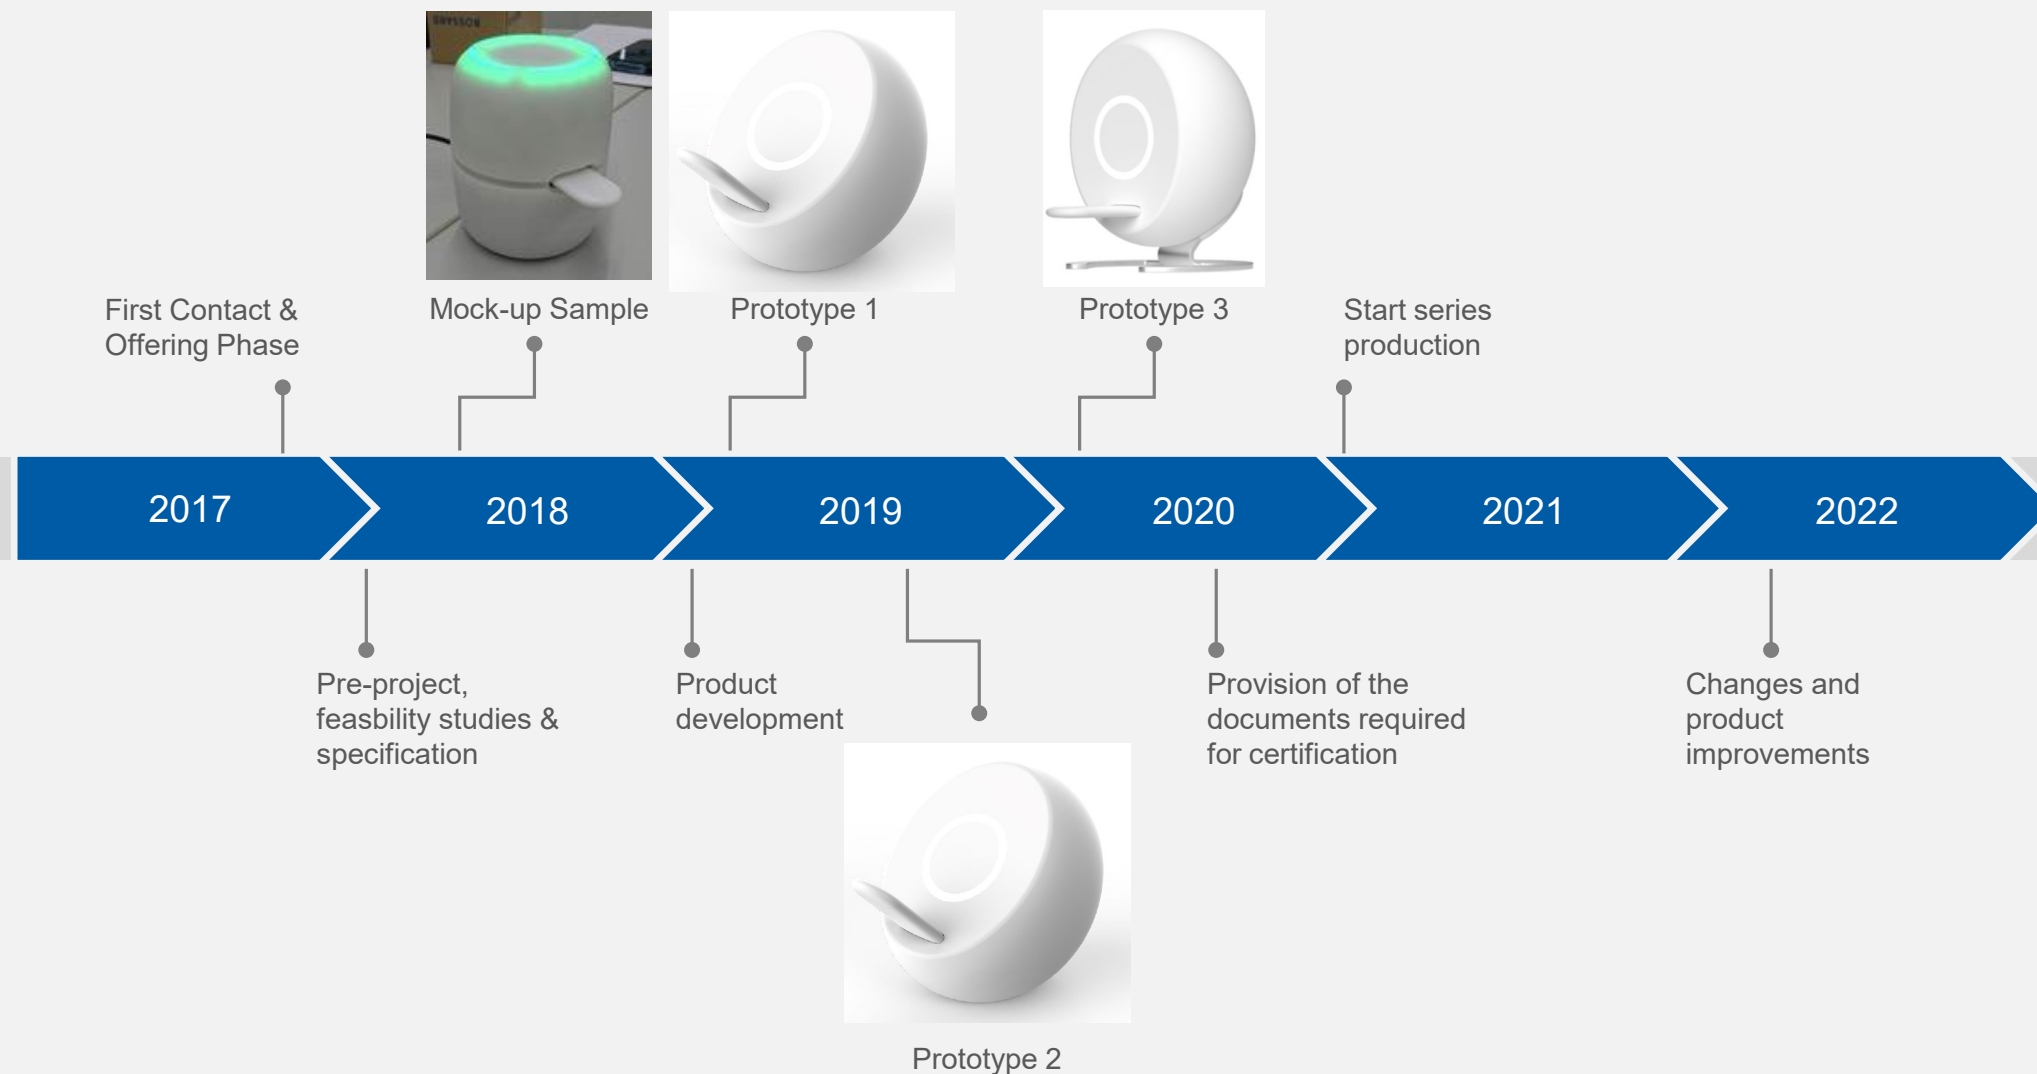 First Contact &
Offering Phase
Mock-up Sample
Prototype 1
Prototype 3
Start series
production
2017
2018
2019
2020
2021
2022
Pre-project,
feasbility studies &
specification
Product
development
Provision of the
documents required
for certification
Changes and
product
improvements
Prototype 2